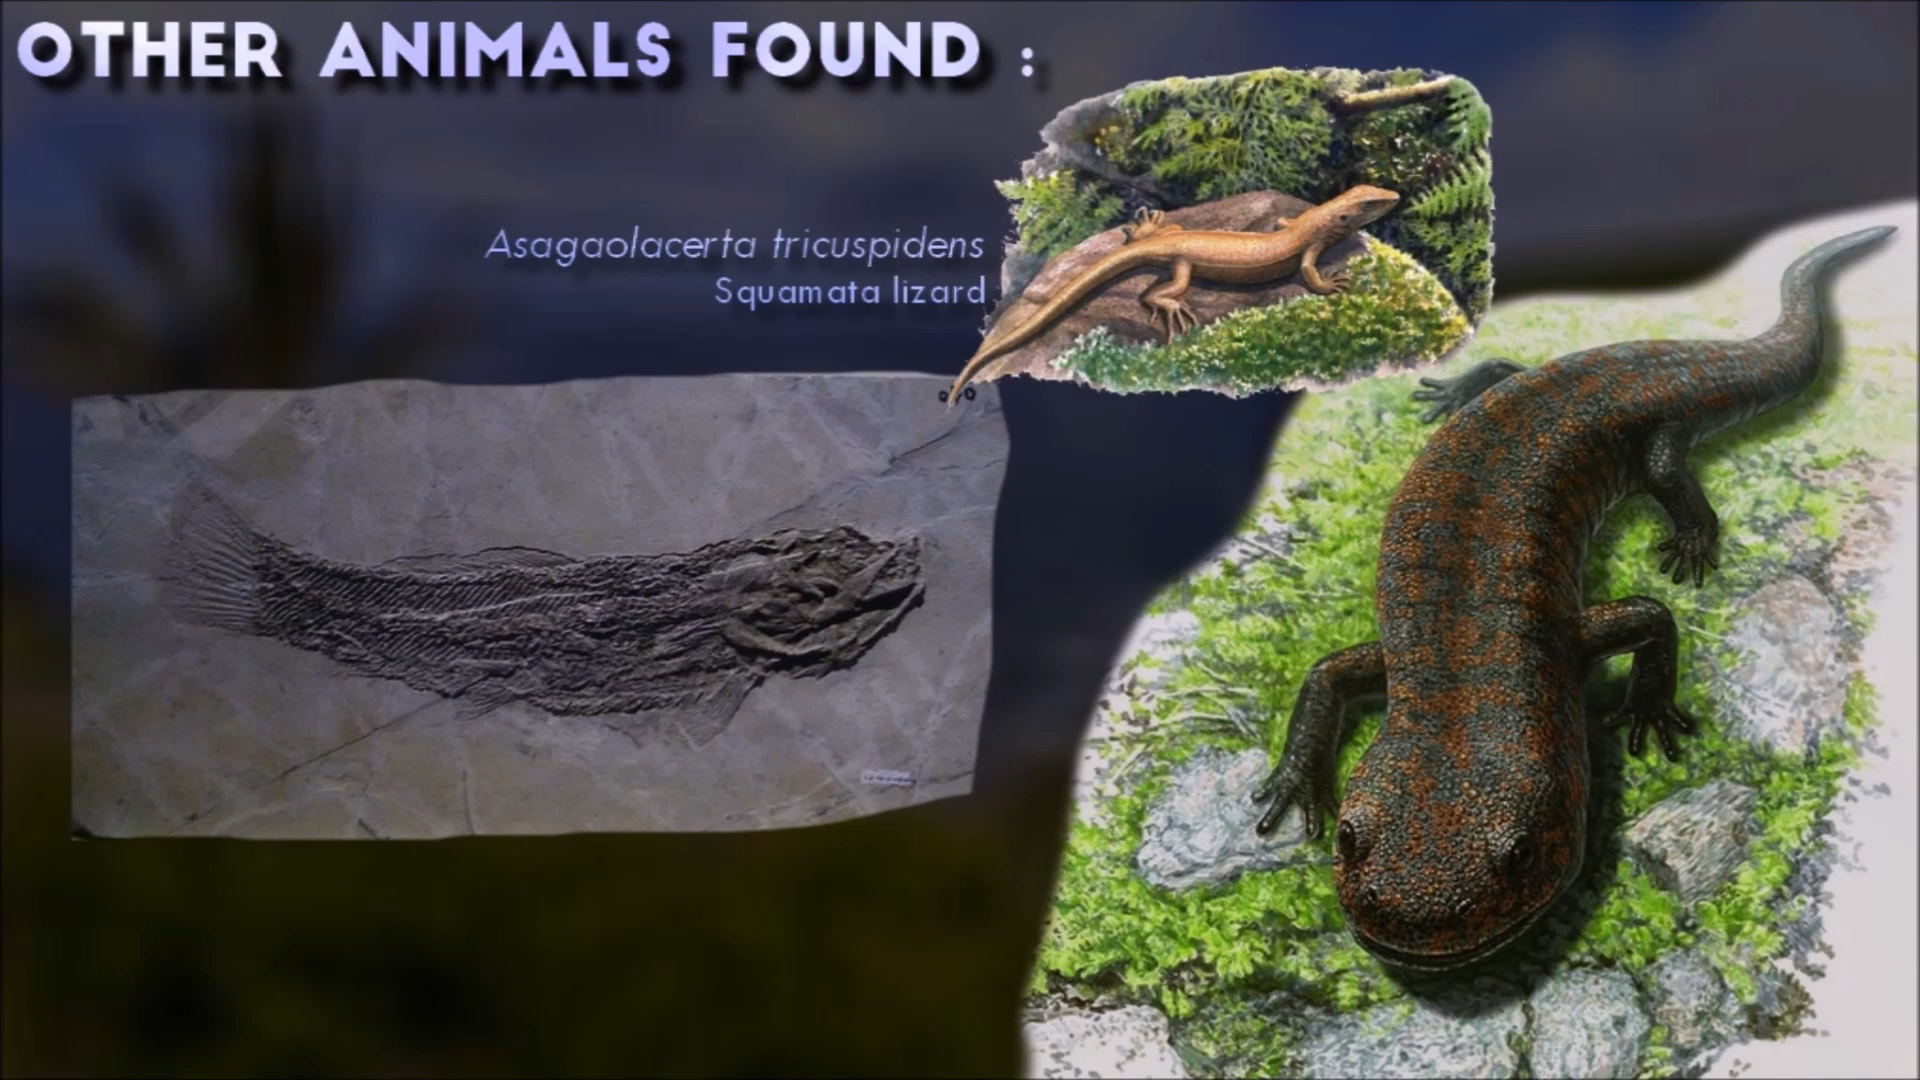 OTHER ANIMALS FOUND :
Asagaolacerta tricuspidens
Squamata lizard